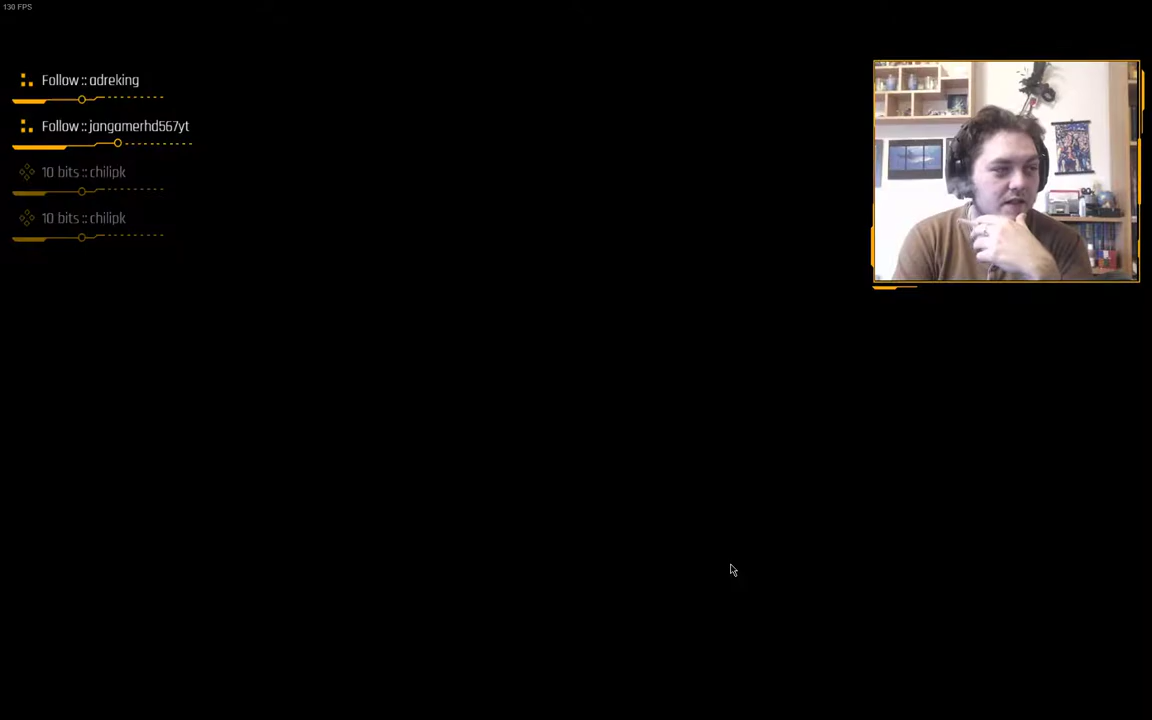 130 FPS
Follow :: adreking
Follow :: jangamerhd567yt
10 bits :: chilipk
10 bits :: chilipk